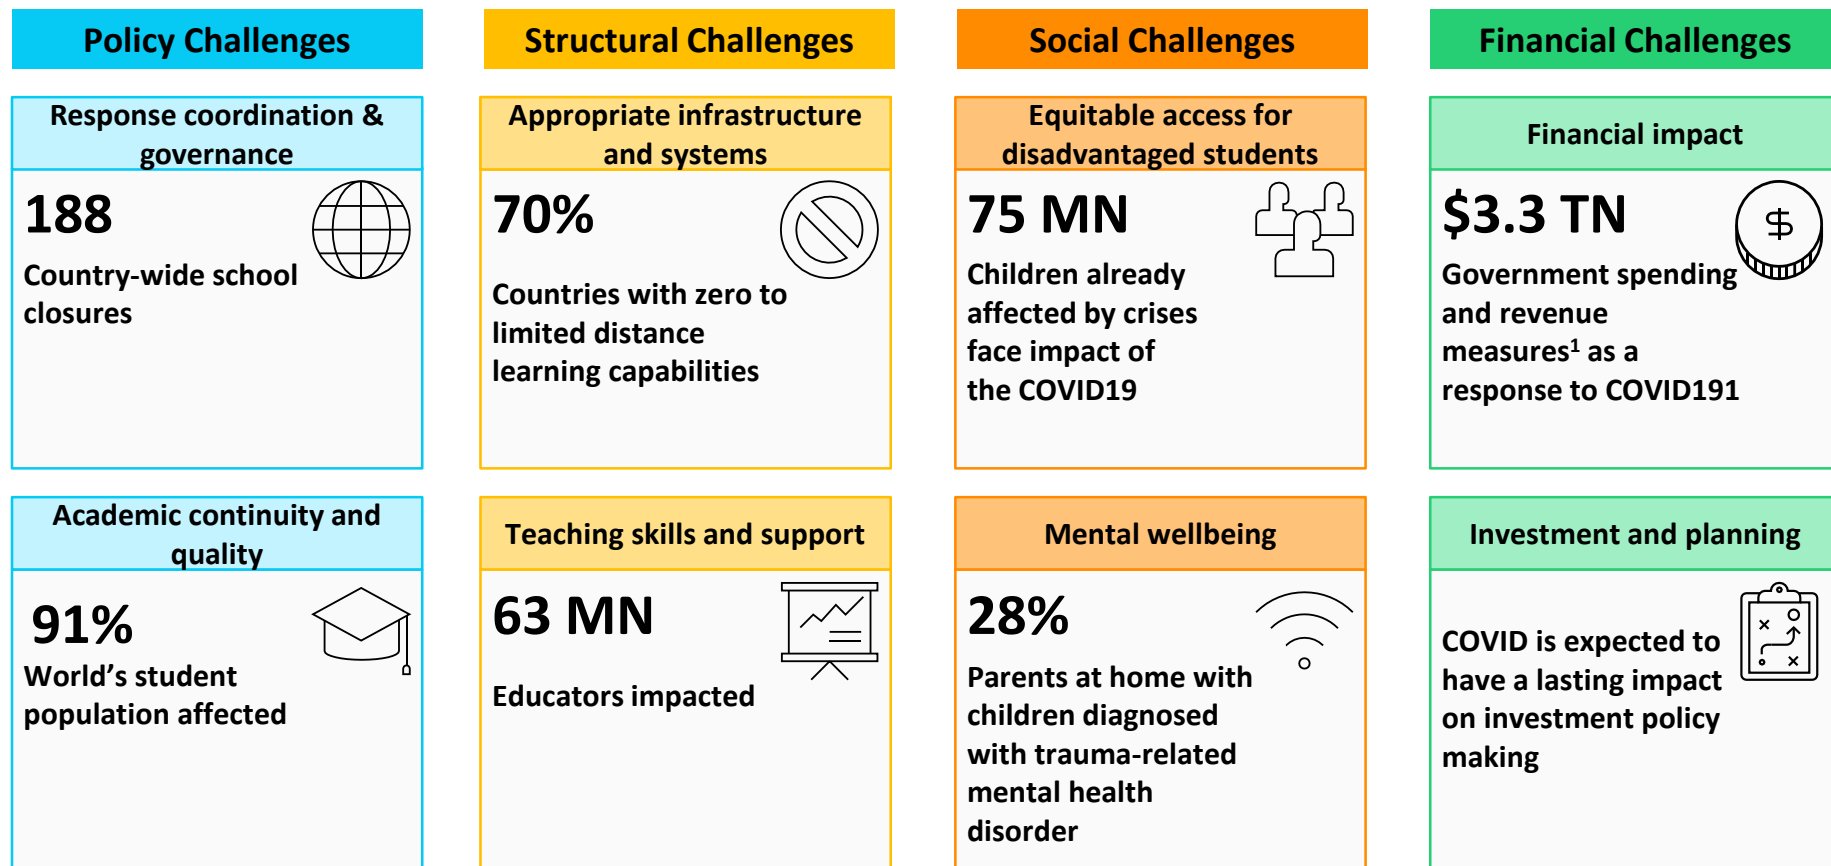 Policy Challenges
Structural Challenges
Social Challenges
Financial Challenges
Response coordination &
governance
188
Country-wide school
closures
Appropriate infrastructure
and systems
70%
Countries with zero to
limited distance
learning capabilities
Equitable access for
disadvantaged students
75 MN
Children already
affected by crises
face impact of
the COVID19
Financial impact
$3.3 TN
Government spending
and revenue
measures¹ as a
response to COVID191
Academic continuity and
quality
91%
World’s student
population affected
Teaching skills and support
63 MN
Educators impacted
Mental wellbeing
28%
Parents at home with
children diagnosed
with trauma-related
mental health
disorder
Investment and planning
COVID is expected to
have a lasting impact
on investment policy
making